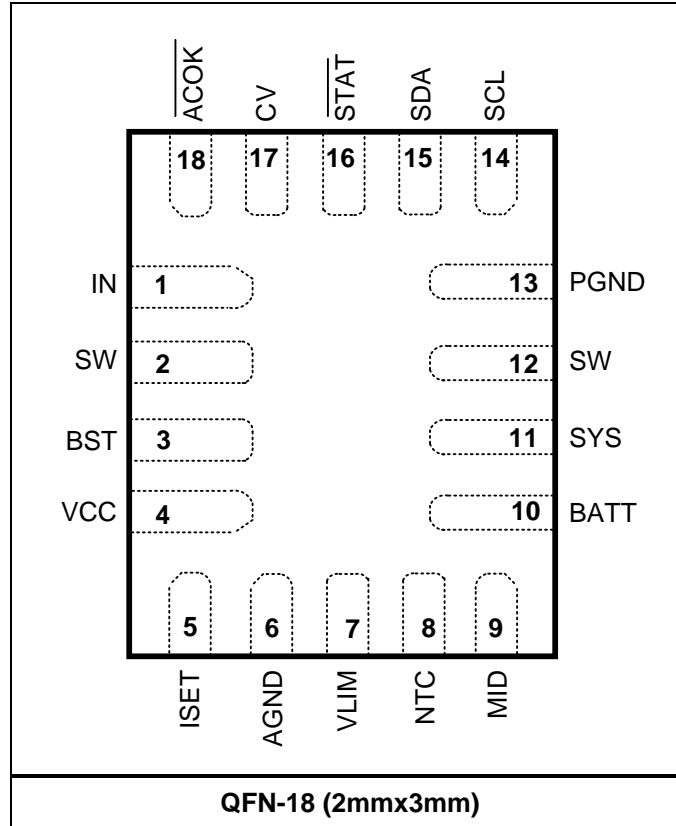 ACOK
CV
STAT
SDA
SCL
18 17 16 15 14
IN 1
13 PGND
SW 2
12 SW
BST 3
11 SYS
VCC 4
10 BATT
5 6 7 8 9
ISET
AGND
VLIM
NTC
MID
QFN-18 (2mmx3mm)